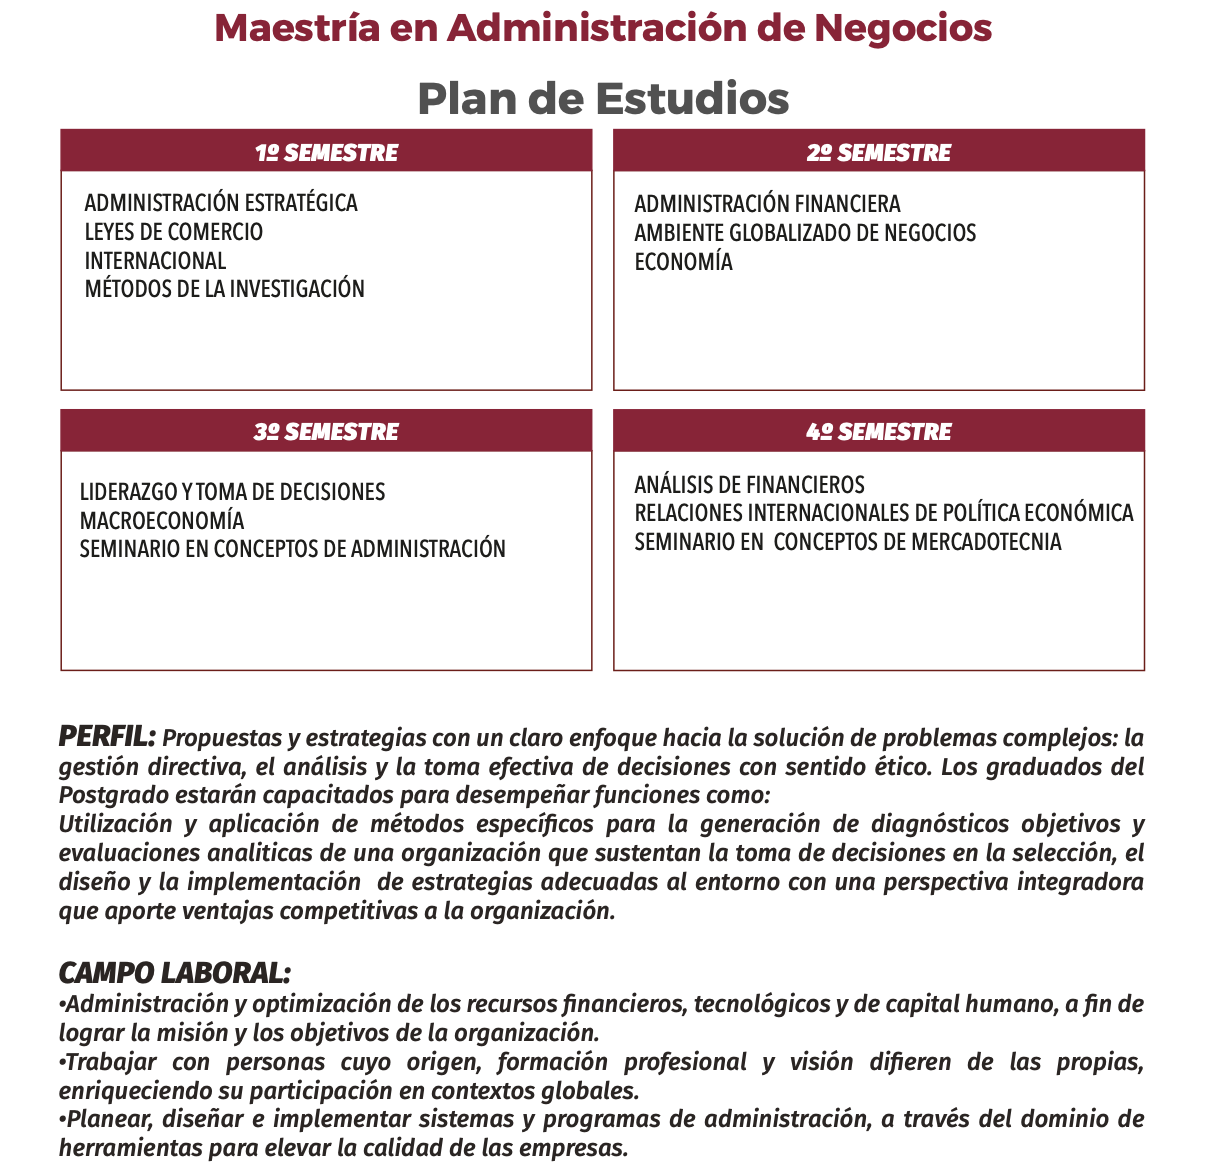 Maestría en Administración de Negocios
Plan de Estudios
1º SEMESTRE
ADMINISTRACIÓN ESTRATÉGICA
LEYES DE COMERCIO
INTERNACIONAL
MÉTODOS DE LA INVESTIGACIÓN
2º SEMESTRE
ADMINISTRACIÓN FINANCIERA
AMBIENTE GLOBALIZADO DE NEGOCIOS
ECONOMÍA
3º SEMESTRE
LIDERAZGO Y TOMA DE DECISIONES
MACROECONOMÍA
SEMINARIO EN CONCEPTOS DE ADMINISTRACIÓN
4º SEMESTRE
ANÁLISIS DE FINANCIEROS
RELACIONES INTERNACIONALES DE POLÍTICA ECONÓMICA
SEMINARIO EN  CONCEPTOS DE MERCADOTECNIA
PERFIL: Propuestas y estrategias con un claro enfoque hacia la solución de problemas complejos: la
gestión directiva, el análisis y la toma efectiva de decisiones con sentido ético. Los graduados del
Postgrado estarán capacitados para desempeñar funciones como:
Utilización y aplicación de métodos específicos para la generación de diagnósticos objetivos y
evaluaciones analiticas de una organización que sustentan la toma de decisiones en la selección, el
diseño y la implementación  de estrategias adecuadas al entorno con una perspectiva integradora
que aporte ventajas competitivas a la organización.
CAMPO LABORAL:
•Administración y optimización de los recursos financieros, tecnológicos y de capital humano, a fin de
lograr la misión y los objetivos de la organización.
•Trabajar con personas cuyo origen, formación profesional y visión difieren de las propias,
enriqueciendo su participación en contextos globales.
•Planear, diseñar e implementar sistemas y programas de administración, a través del dominio de
herramientas para elevar la calidad de las empresas.